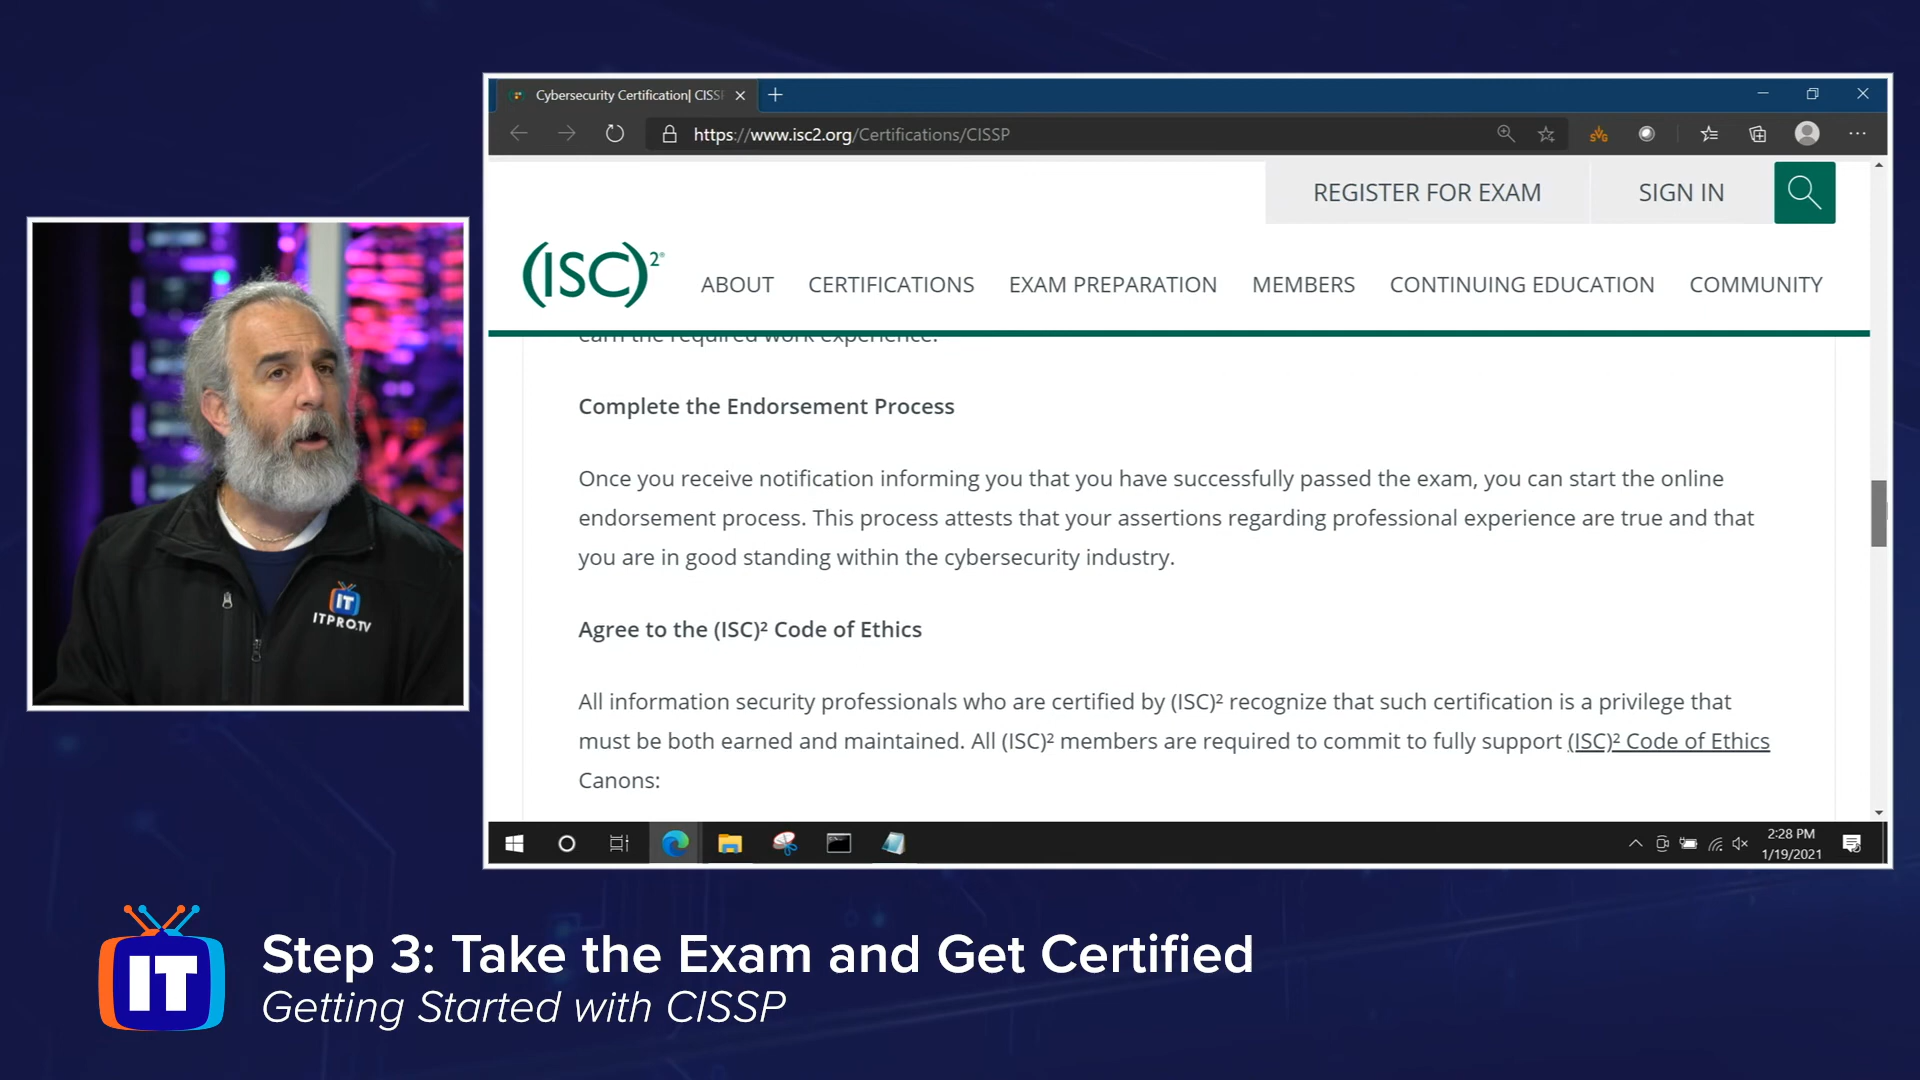 Cybersecurity Certification| CISS
https://www.isc2.org/Certifications/CISSP
REGISTER FOR EXAM
SIGN IN
(ISC)²®
ABOUT
CERTIFICATIONS
EXAM PREPARATION
MEMBERS
CONTINUING EDUCATION
COMMUNITY
earn the required work experience.
Complete the Endorsement Process
Once you receive notification informing you that you have successfully passed the exam, you can start the online
endorsement process. This process attests that your assertions regarding professional experience are true and that
you are in good standing within the cybersecurity industry.
Agree to the (ISC)² Code of Ethics
All information security professionals who are certified by (ISC)² recognize that such certification is a privilege that
must be both earned and maintained. All (ISC)² members are required to commit to fully support (ISC)² Code of Ethics
Canons:
2:28 PM
1/19/2021
IT
ITPRO.TV
IT
Step 3: Take the Exam and Get Certified
Getting Started with CISSP